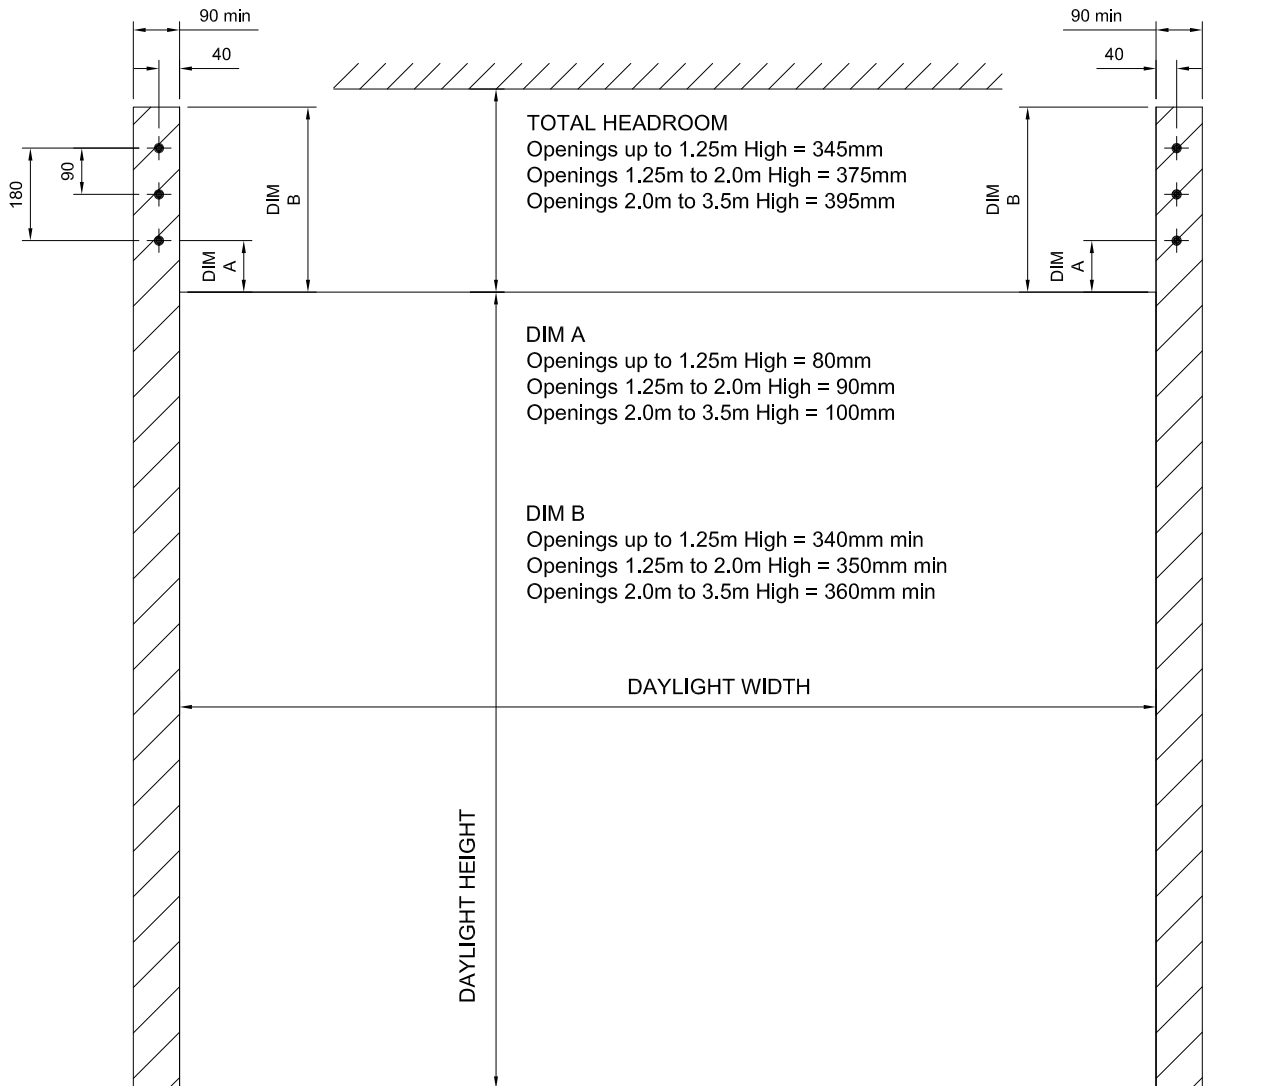 90 min
90 min
40
40
TOTAL HEADROOM
Openings up to 1.25m High = 345mm
Openings 1.25m to 2.0m High = 375mm
Openings 2.0m to 3.5m High = 395mm
180
90
DIM
B
DIM
B
DIM
A
DIM
A
DIM A
Openings up to 1.25m High = 80mm
Openings 1.25m to 2.0m High = 90mm
Openings 2.0m to 3.5m High = 100mm
DIM B
Openings up to 1.25m High = 340mm min
Openings 1.25m to 2.0m High = 350mm min
Openings 2.0m to 3.5m High = 360mm min
DAYLIGHT WIDTH
DAYLIGHT HEIGHT